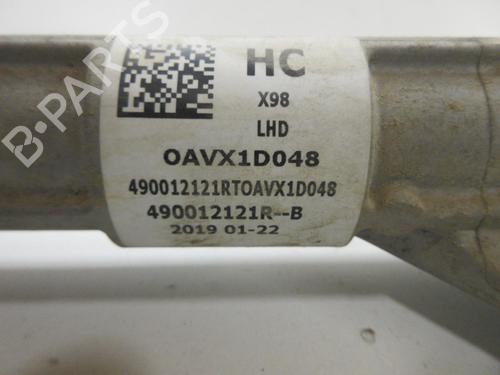 HC
X98
LHD
OAVX1D048
490012121RTOAVX1D048
490012121R--B
2019 01-22
B-PARTS